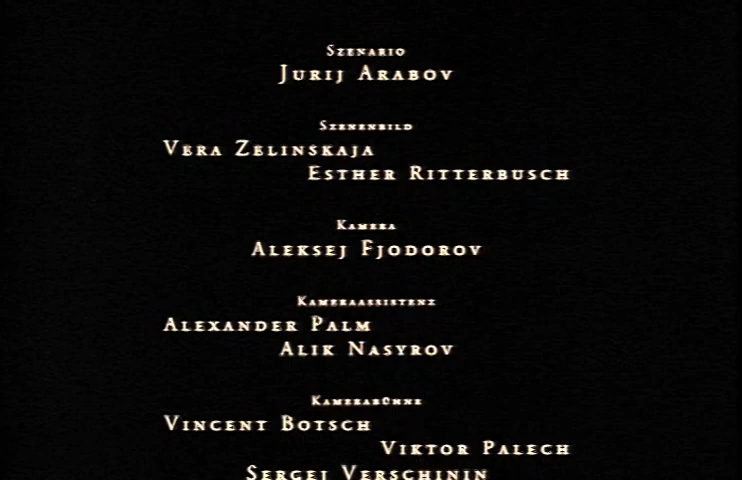 Szenario
Jurij Arabov
Szenenbild
Vera Zelinskaja
Esther Ritterbusch
Kamera
Aleksej Fjodorov
Kameraassistenz
Alexander Palm
Alik Nasyrov
Kamerabühne
Vincent Botsch
Viktor Palech
Sergej Verschinin